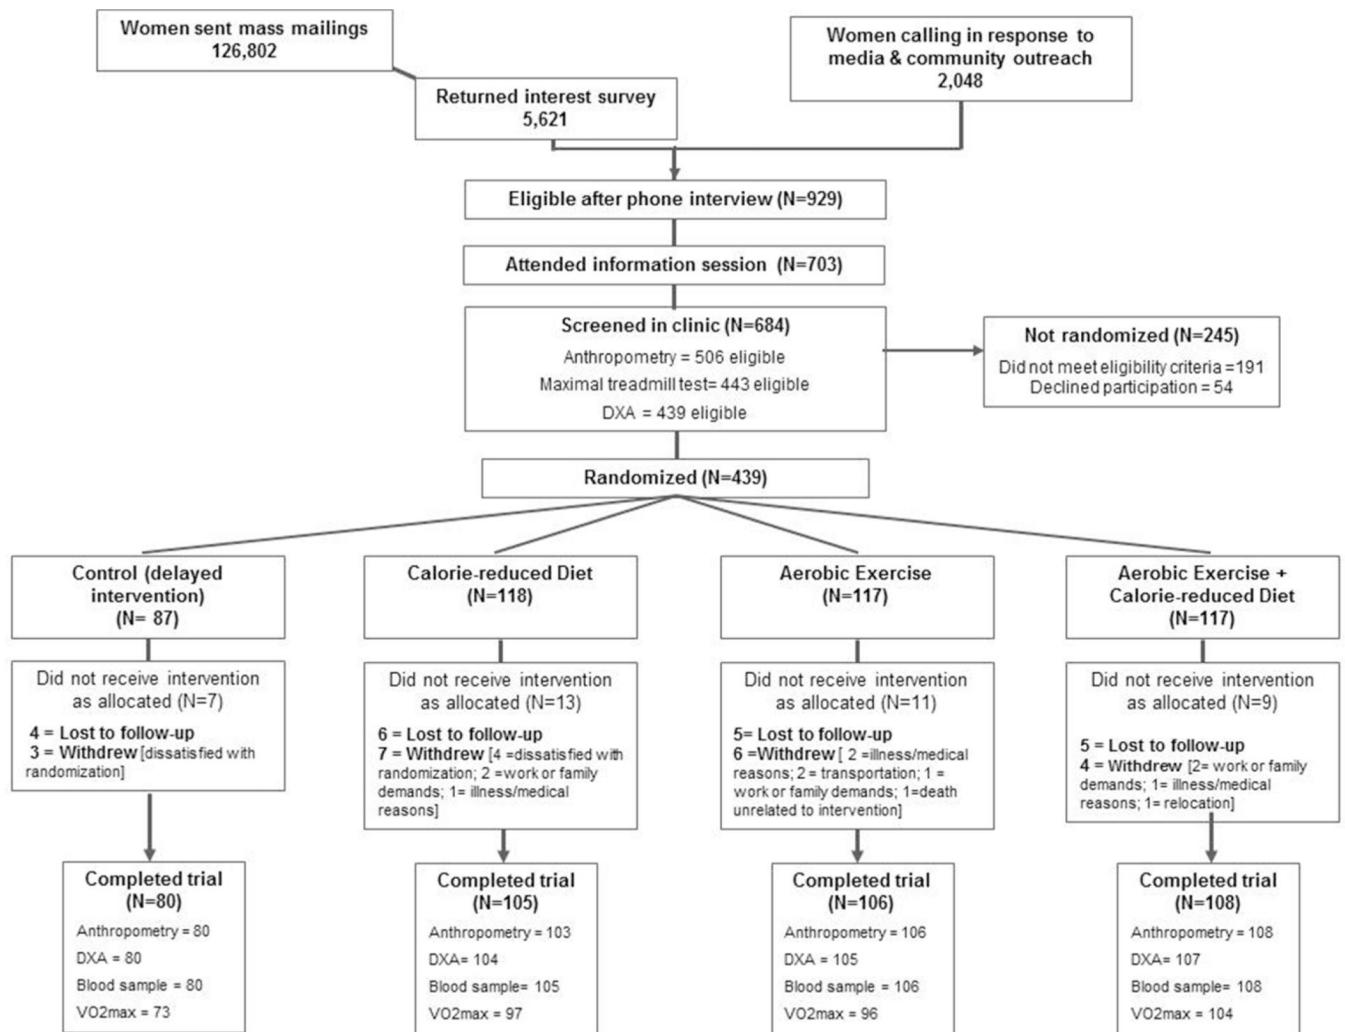 Women sent mass mailings
126,802
Women calling in response to
media & community outreach
2,048
Returned interest survey
5,621
Eligible after phone interview (N=929)
Attended information session (N=703)
Screened in clinic (N=684)
Anthropometry = 506 eligible
Maximal treadmill test= 443 eligible
DXA = 439 eligible
Not randomized (N=245)
Did not meet eligibility criteria =191
Declined participation = 54
Randomized (N=439)
Control (delayed
intervention)
(N= 87)
Calorie-reduced Diet
(N=118)
Aerobic Exercise
(N=117)
Aerobic Exercise +
Calorie-reduced Diet
(N=117)
Did not receive intervention
as allocated (N=7)
4 = Lost to follow-up
3 = Withdrew [dissatisfied with
randomization]
Did not receive intervention
as allocated (N=13)
6 = Lost to follow-up
7 = Withdrew [4 =dissatisfied with
randomization; 2 =work or family
demands; 1= illness/medical
reasons]
Did not receive intervention
as allocated (N=11)
5= Lost to follow-up
6 =Withdrew [ 2 =illness/medical
reasons; 2 = transportation; 1 =
work or family demands; 1=death
unrelated to intervention]
Did not receive intervention
as allocated (N=9)
5 = Lost to follow-up
4 = Withdrew [2= work or family
demands; 1= illness/medical
reasons; 1= relocation]
Completed trial
(N=80)
Anthropometry = 80
DXA = 80
Blood sample = 80
VO2max = 73
Completed trial
(N=105)
Anthropometry = 103
DXA= 104
Blood sample= 105
VO2max = 97
Completed trial
(N=106)
Anthropometry = 106
DXA = 105
Blood sample = 106
VO2max = 96
Completed trial
(N=108)
Anthropometry = 108
DXA= 107
Blood sample = 108
VO2max = 104